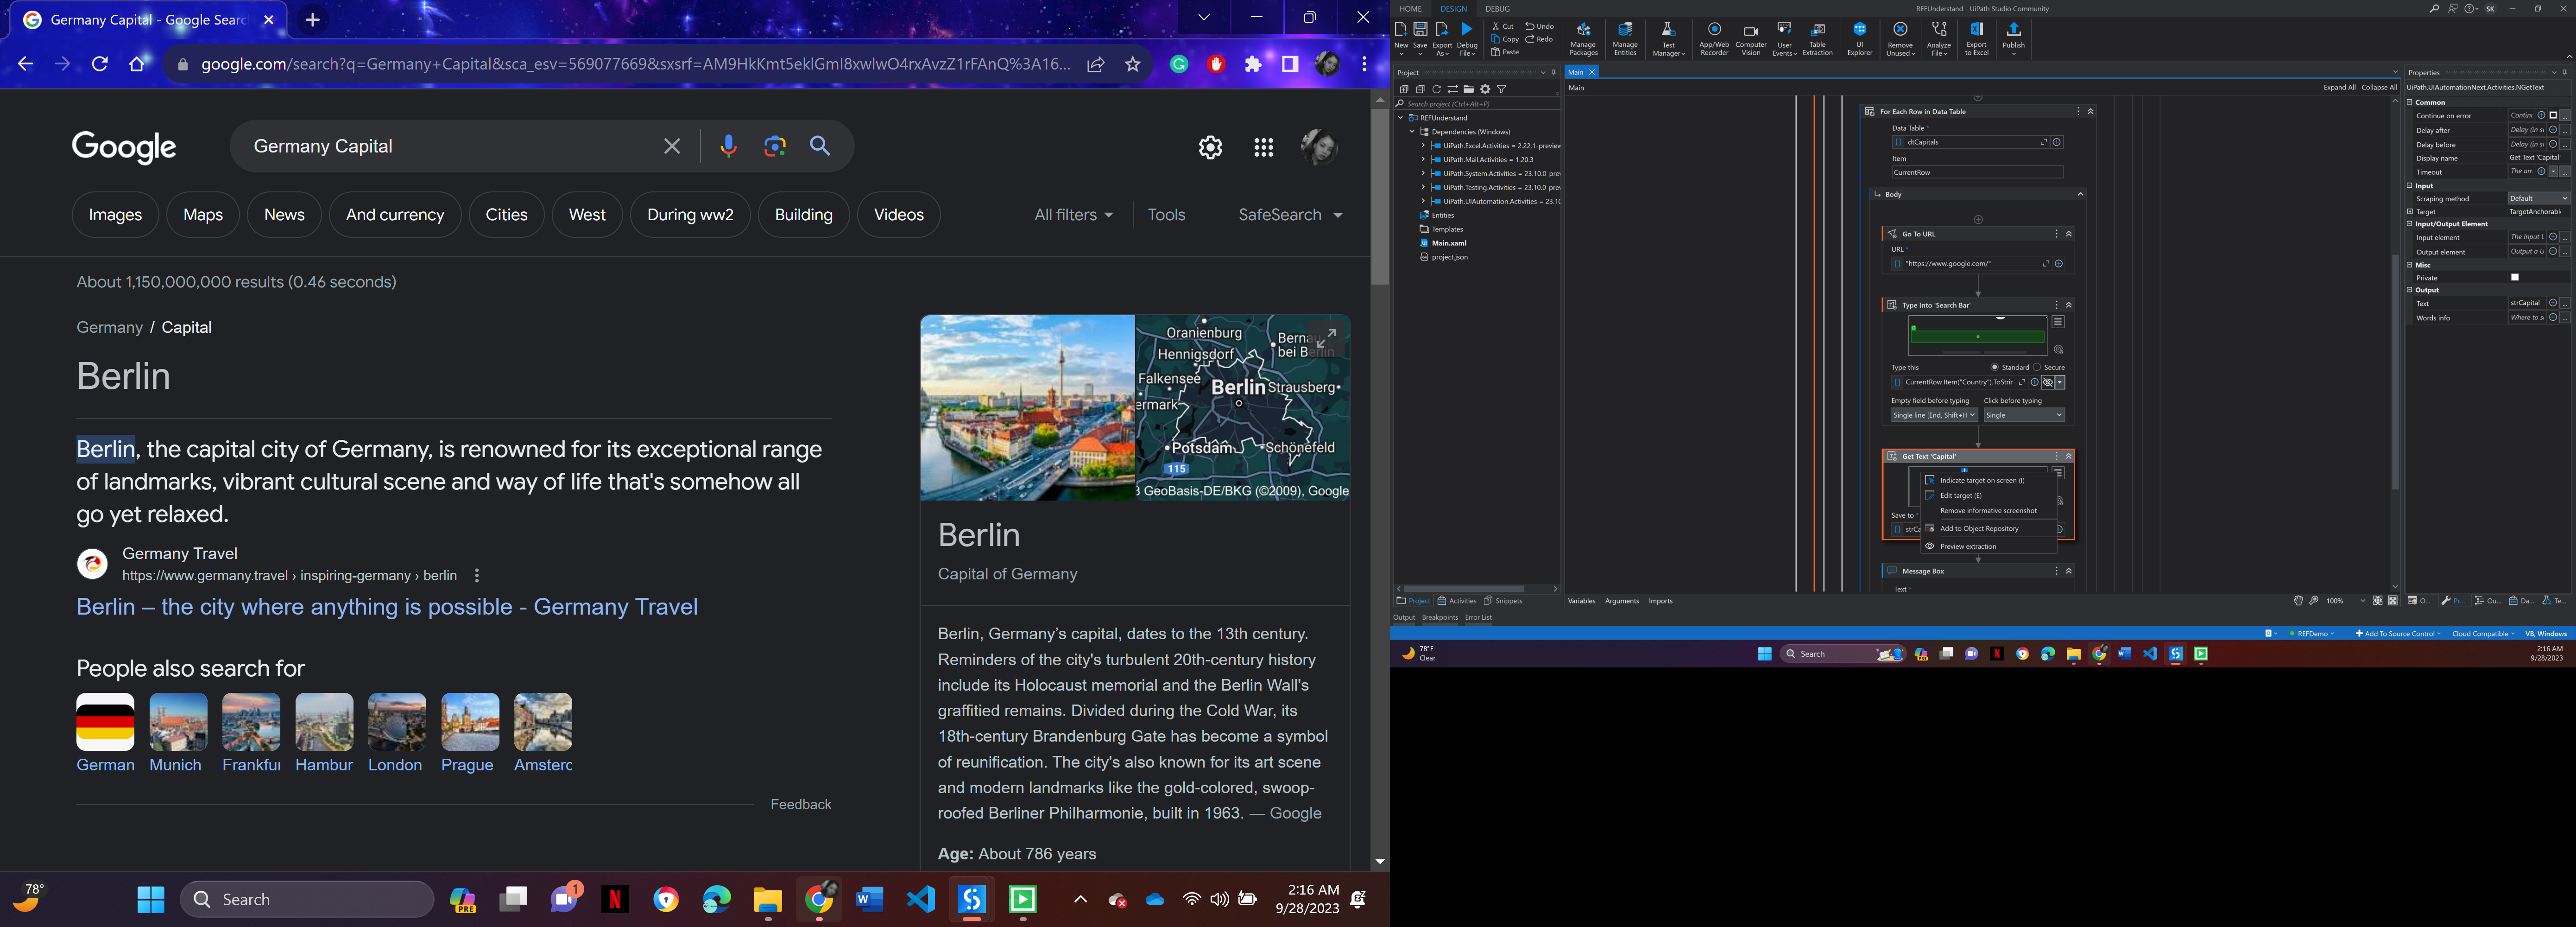 Germany Capital - Google Searc
google.com/search?q=Germany+Capital&sca_esv=569077669&sxsrf=AM9HkKmt5eklGmI8xwlwO4rxAvzZ1rFAnQ%3A16...
Google
Germany Capital
Images
Maps
News
And currency
Cities
West
During ww2
Building
Videos
All filters
Tools
SafeSearch
About 1,150,000,000 results (0.46 seconds)
Germany / Capital
Berlin
Berlin, the capital city of Germany, is renowned for its exceptional range
of landmarks, vibrant cultural scene and way of life that's somehow all
go yet relaxed.
Germany Travel
https://www.germany.travel › inspiring-germany › berlin
Berlin – the city where anything is possible - Germany Travel
People also search for
German
Munich
Frankfur
Hambur
London
Prague
Amsterd
Feedback
Oranienburg
Bernau
bei Berlin
Hennigsdorf
Falkensee
Berlin
Strausberg
ermark
Potsdam
Schönefeld
115
GeoBasis-DE/BKG (©2009), Google
Berlin
Capital of Germany
Berlin, Germany's capital, dates to the 13th century.
Reminders of the city's turbulent 20th-century history
include its Holocaust memorial and the Berlin Wall's
graffitied remains. Divided during the Cold War, its
18th-century Brandenburg Gate has become a symbol
of reunification. The city's also known for its art scene
and modern landmarks like the gold-colored, swoop-
roofed Berliner Philharmonie, built in 1963. — Google
Age: About 786 years
78°
Search
PRE
1
2:16 AM
9/28/2023
HOME
DESIGN
DEBUG
REFUnderstand - UiPath Studio Community
SK
New
Save
Export
As
Debug
File
Cut
Copy
Paste
Undo
Redo
Manage
Packages
Manage
Entities
Test
Manager
App/Web
Recorder
Computer
Vision
User
Events
Table
Extraction
UI
Explorer
Remove
Unused
Analyze
File
Export
to Excel
Publish
Project
Search project (Ctrl+Alt+P)
REFUnderstand
Dependencies (Windows)
UiPath.Excel.Activities = 2.22.1-preview
UiPath.Mail.Activities = 1.20.3
UiPath.System.Activities = 23.10.0-prev
UiPath.Testing.Activities = 23.10.0-prev
UiPath.UIAutomation.Activities = 23.10
Entities
Templates
Main.xaml
project.json
Project
Activities
Snippets
Output
Breakpoints
Error List
Main
Main
Expand All
Collapse All
For Each Row in Data Table
Data Table *
dtCapitals
Item
CurrentRow
Body
Go To URL
URL *
"https://www.google.com/"
Type Into 'Search Bar'
Type this
Standard
Secure
CurrentRow.Item("Country").ToStrin
Empty field before typing
Click before typing
Single line [End, Shift+H
Single
Get Text 'Capital'
Indicate target on screen (I)
Edit target (E)
Remove informative screenshot
Save to *
strCa
Add to Object Repository
Preview extraction
Message Box
Text *
Variables
Arguments
Imports
100%
Properties
UiPath.UIAutomationNext.Activities.NGetText
Common
Continue on error
Contin
Delay after
Delay (in s
Delay before
Delay (in s
Display name
Get Text 'Capital'
Timeout
The am
Input
Scraping method
Default
Target
TargetAnchorabl
Input/Output Element
Input element
The Input U
Output element
Output a U
Misc
Private
Output
Text
strCapital
Words info
Where to s
O...
Pr...
Ou...
Da...
Te...
REFDemo
Add To Source Control
Cloud Compatible
VB, Windows
78°F
Clear
Search
2:16 AM
9/28/2023